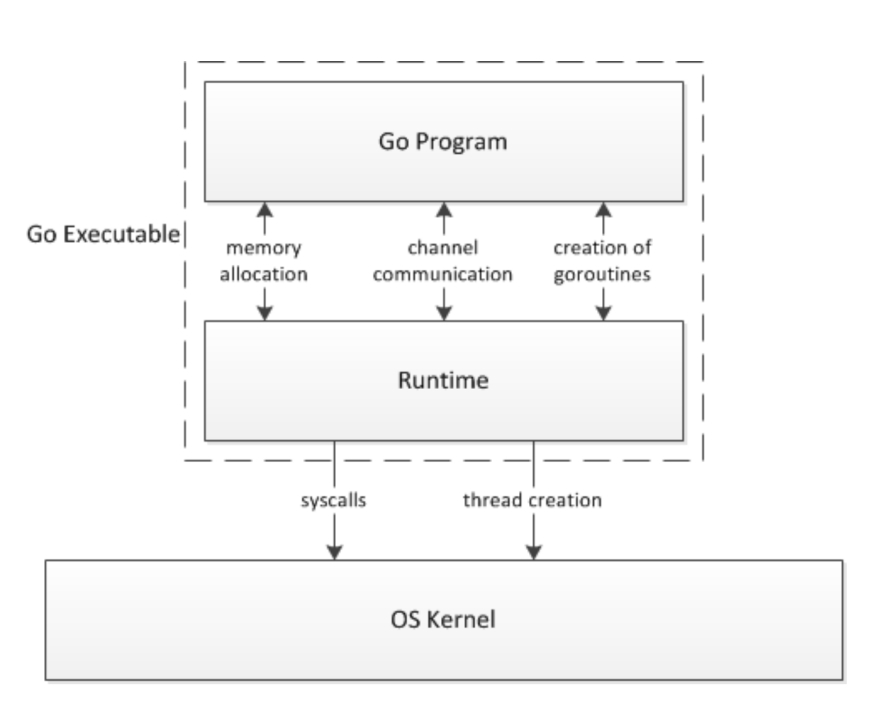 Go Program
Go Executable
memory
allocation
channel
communication
creation of
goroutines
Runtime
syscalls
thread creation
OS Kernel